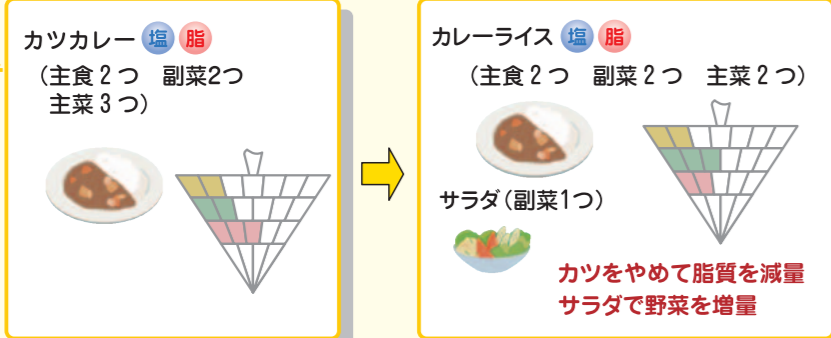 カツカレー 塩 脂
（主食２つ　副菜2つ
主菜３つ）
カレーライス 塩 脂
（主食２つ　副菜２つ　主菜２つ）
サラダ（副菜1つ）
カツをやめて脂質を減量
サラダで野菜を増量